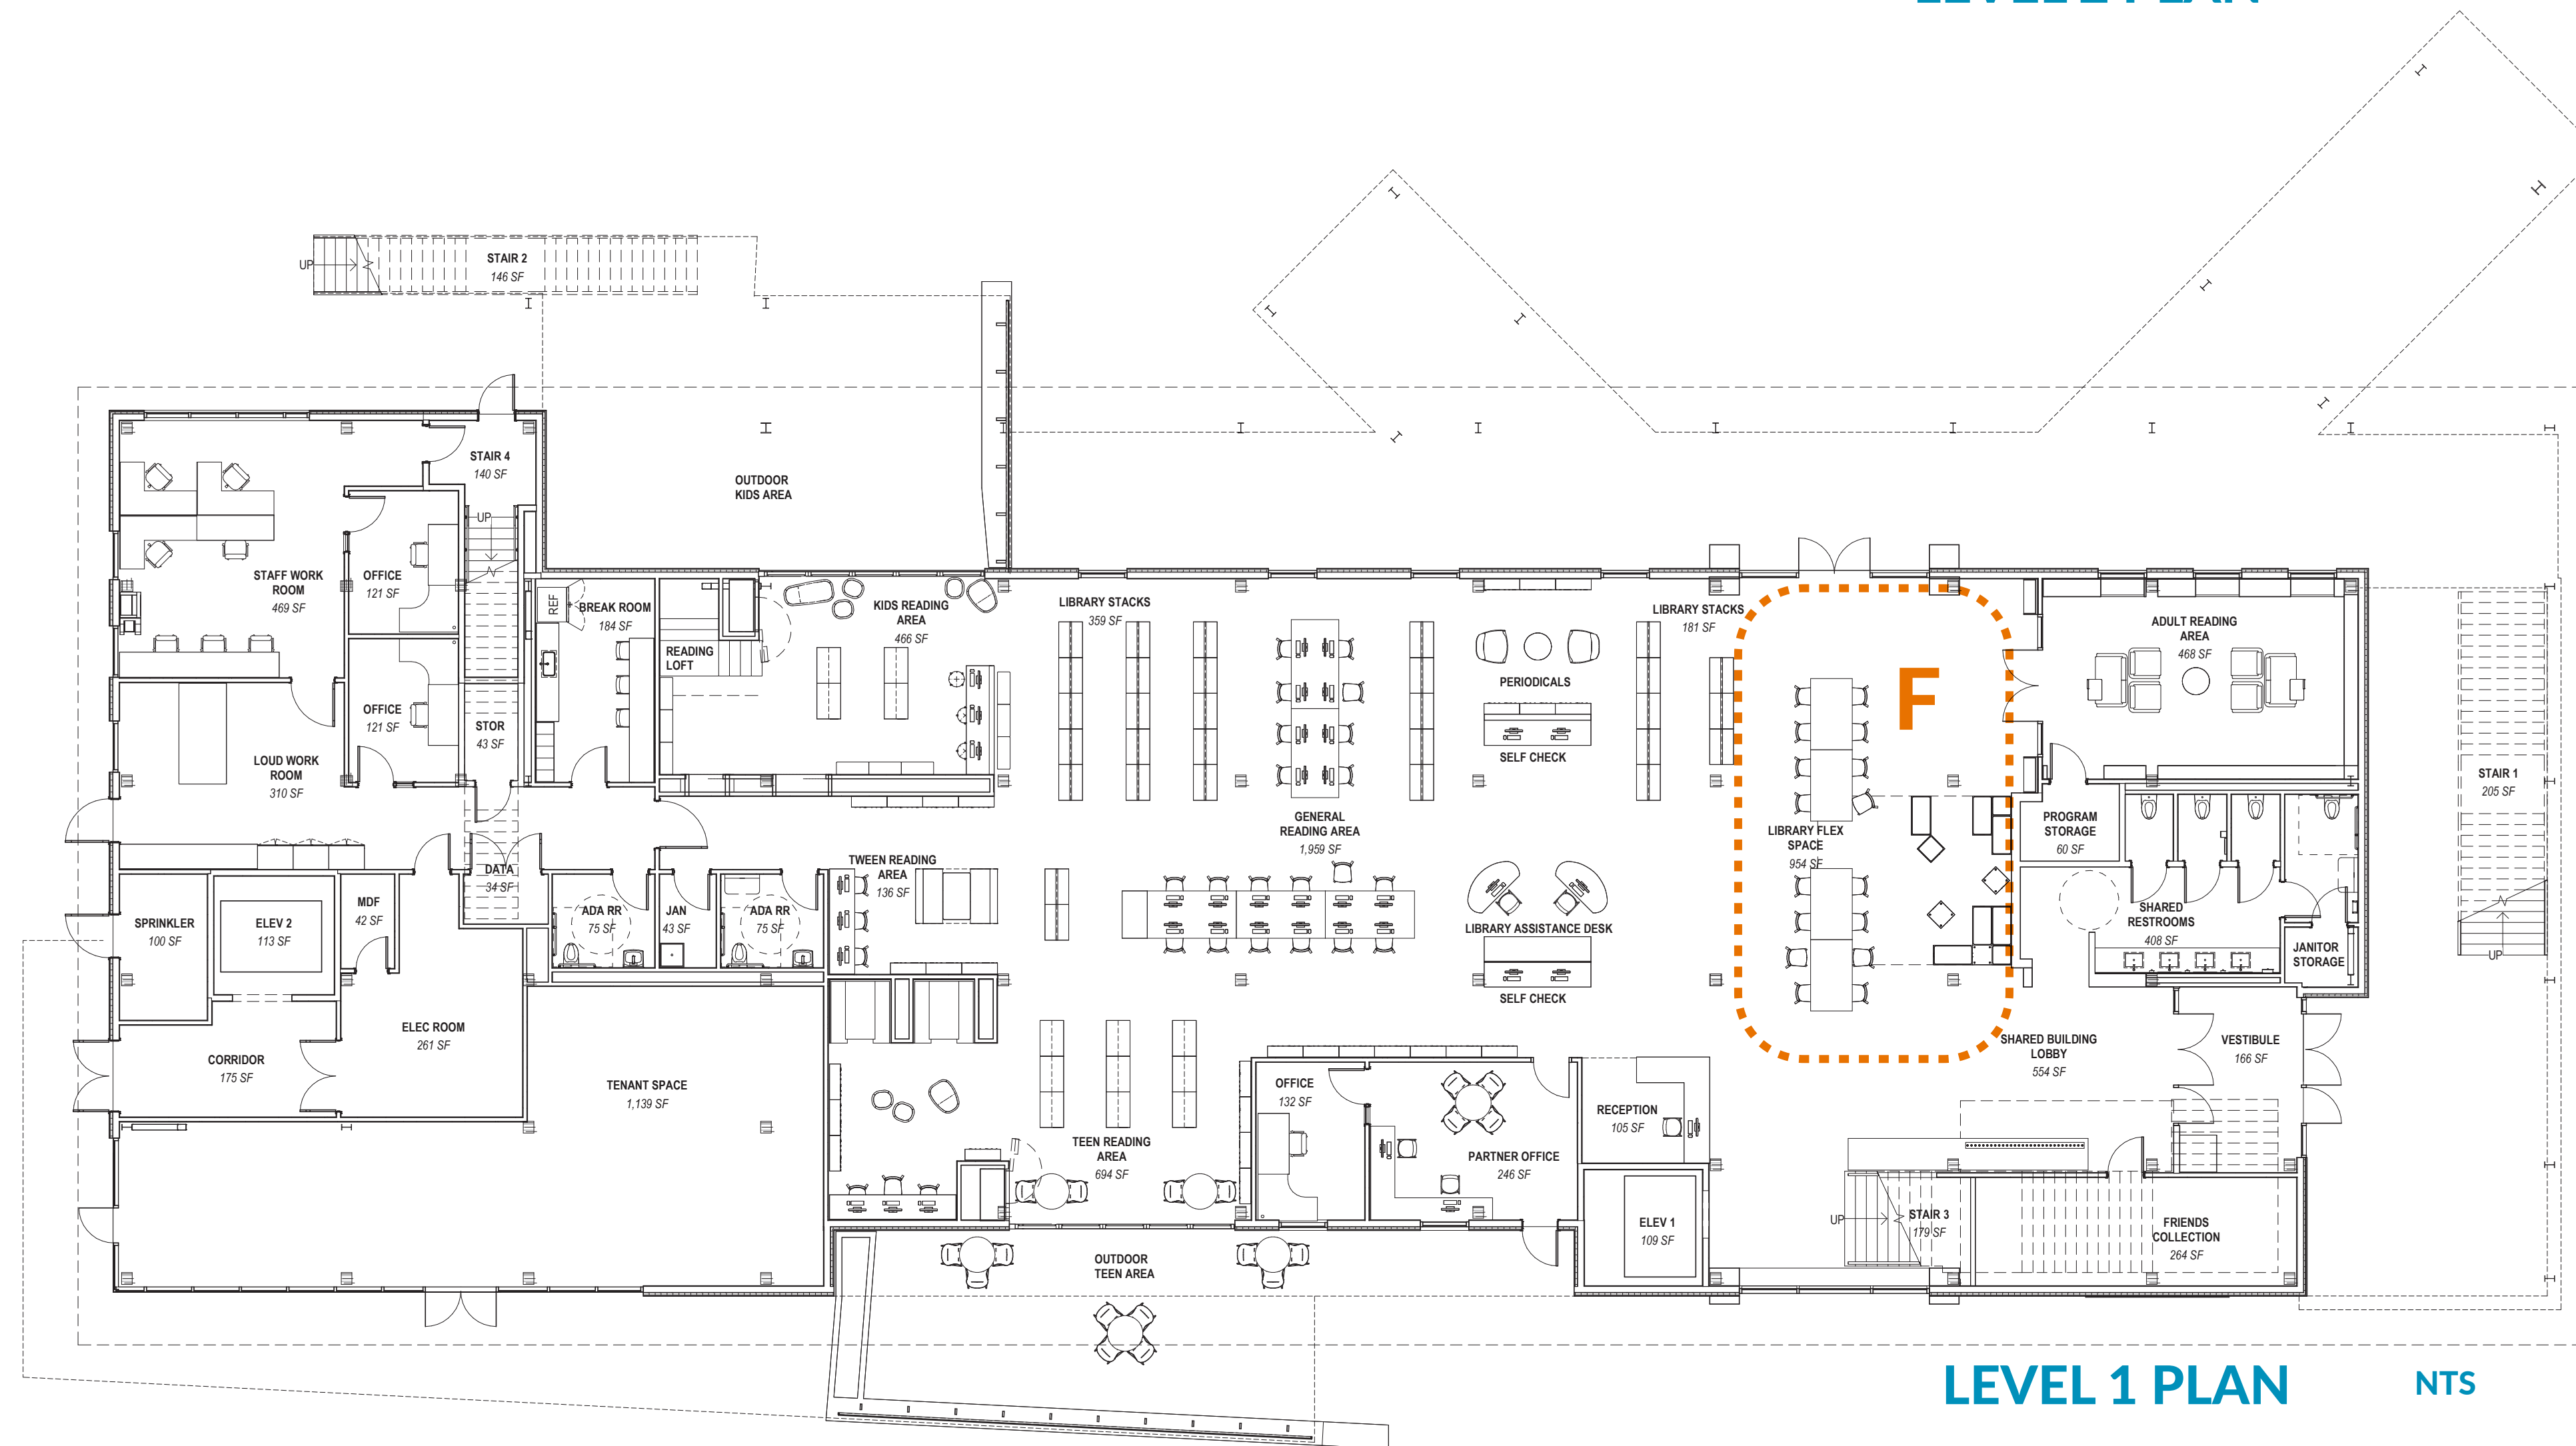 LEVEL 2 PLAN
UP
STAIR 2
146 SF
STAIR 4
140 SF
OUTDOOR
KIDS AREA
UP
STAFF WORK
ROOM
469 SF
OFFICE
121 SF
REF
BREAK ROOM
184 SF
READING
LOFT
KIDS READING
AREA
466 SF
LIBRARY STACKS
359 SF
PERIODICALS
SELF CHECK
LIBRARY STACKS
181 SF
F
ADULT READING
AREA
468 SF
OFFICE
121 SF
STOR
43 SF
LOUD WORK
ROOM
310 SF
STAIR 1
205 SF
UP
GENERAL
READING AREA
1,959 SF
LIBRARY FLEX
SPACE
954 SF
PROGRAM
STORAGE
60 SF
DATA
34 SF
TWEEN READING
AREA
136 SF
SPRINKLER
100 SF
ELEV 2
113 SF
MDF
42 SF
ADA RR
75 SF
JAN
43 SF
ADA RR
75 SF
LIBRARY ASSISTANCE DESK
SELF CHECK
SHARED
RESTROOMS
408 SF
JANITOR
STORAGE
ELEC ROOM
261 SF
CORRIDOR
175 SF
TENANT SPACE
1,139 SF
OFFICE
132 SF
RECEPTION
105 SF
SHARED BUILDING
LOBBY
554 SF
VESTIBULE
166 SF
TEEN READING
AREA
694 SF
PARTNER OFFICE
246 SF
ELEV 1
109 SF
UP
STAIR 3
179 SF
FRIENDS
COLLECTION
264 SF
OUTDOOR
TEEN AREA
LEVEL 1 PLAN
NTS